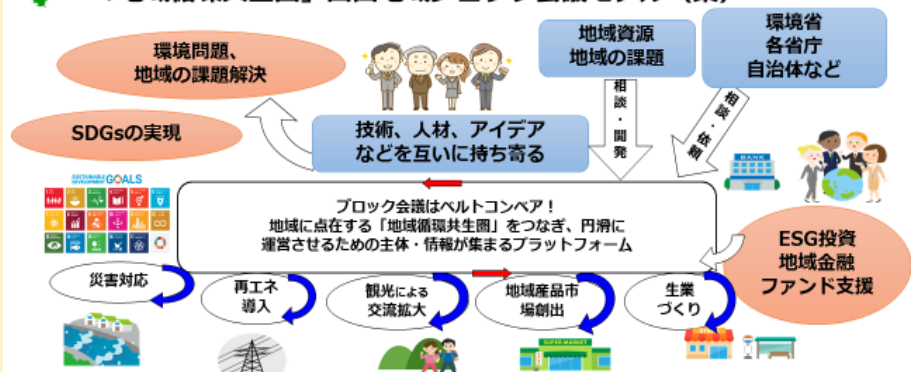 環境問題、
地域の課題解決
地域資源
地域の課題
環境省
各省庁
自治体など
SDGsの実現
技術、人材、アイデア
などを互いに持ち寄る
相談・開発
相談・依頼
BANK
SUSTAINABLE
DEVELOPMENT GOALS
ブロック会議はベルトコンベア！
地域に点在する「地域循環共生圏」をつなぎ、円滑に
運営させるための主体・情報が集まるプラットフォーム
ESG投資
地域金融
ファンド支援
災害対応
再エネ
導入
観光による
交流拡大
地域産品市
場創出
生業
づくり
SUPER MARKET